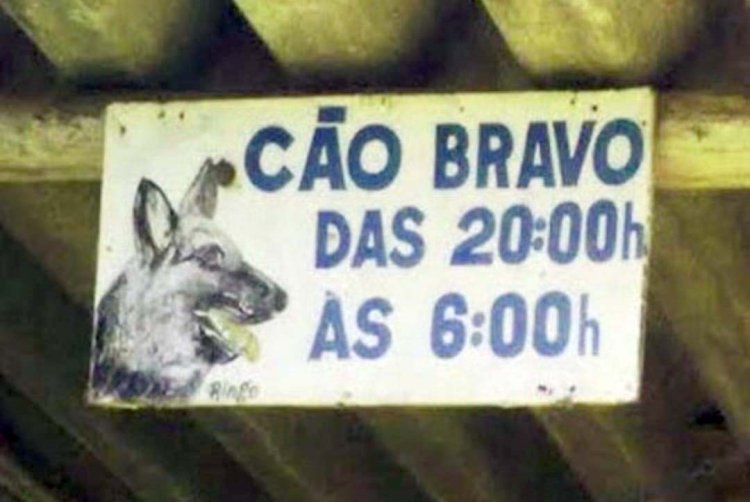 CÃO BRAVO
DAS 20:00h
ÀS 6:00h
Ringo